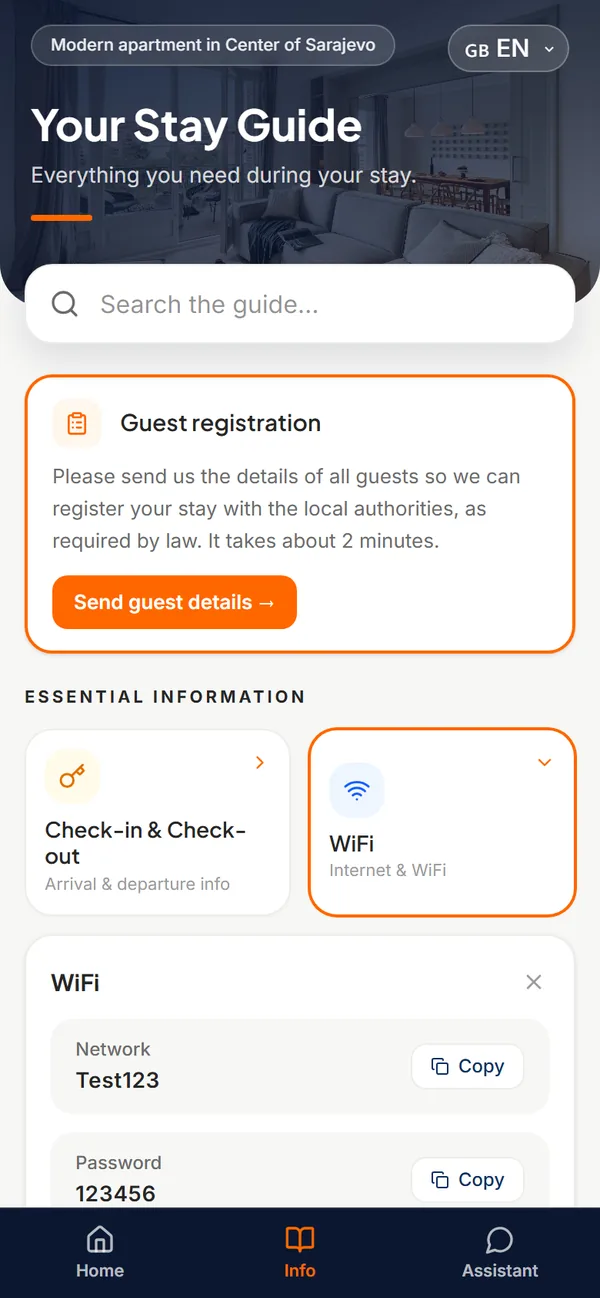 Modern apartment in Center of Sarajevo
GB EN
Your Stay Guide
Everything you need during your stay.
Search the guide...
Guest registration
Please send us the details of all guests so we can
register your stay with the local authorities, as
required by law. It takes about 2 minutes.
Send guest details →
ESSENTIAL INFORMATION
Check-in & Check-
out
Arrival & departure info
WiFi
Internet & WiFi
WiFi
Network
Test123
Copy
Password
123456
Copy
Home
Info
Assistant